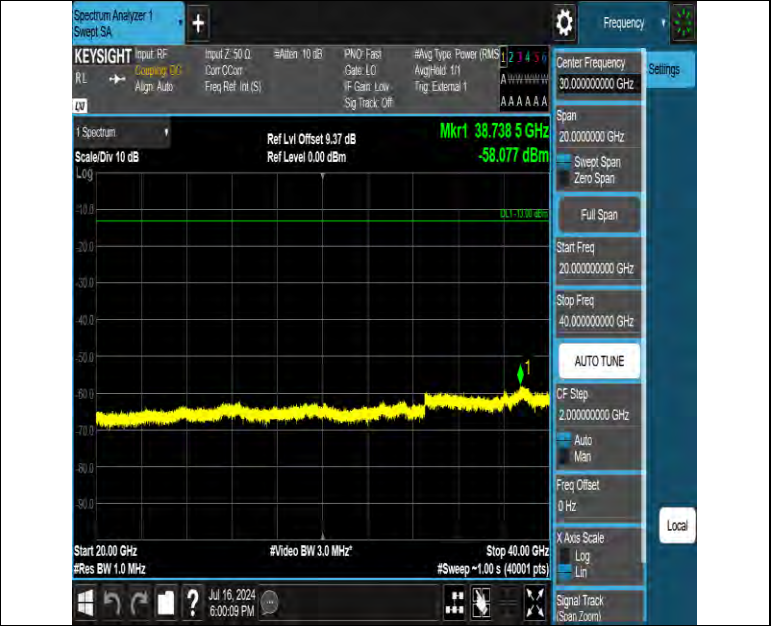 Spectrum Analyzer 1
Swept SA
+
Frequency
KEYSIGHT
RL
LXI
Input: RF
Coupling: DC
Align: Auto
Input Z: 50 Ω
Corr CCorr
Freq Ref: Int (S)
#Atten: 10 dB
PNO: Fast
Gate: LO
IF Gain: Low
Sig Track: Off
#Avg Type: Power (RMS
Avg|Hold: 1/1
Trig: External 1
1 2 3 4 5 6
A W W W W W
A A A A A A
1 Spectrum
Scale/Div 10 dB
Ref Lvl Offset 9.37 dB
Ref Level 0.00 dBm
Mkr1 38.738 5 GHz
-58.077 dBm
Log
-10.0
-20.0
-30.0
-40.0
-50.0
-60.0
-70.0
-80.0
-90.0
DL1 -13.00 dBm
1
Start 20.00 GHz
#Res BW 1.0 MHz
#Video BW 3.0 MHz*
Stop 40.00 GHz
#Sweep ~1.00 s (40001 pts)
Center Frequency
30.000000000 GHz
Settings
Span
20.0000000 GHz
Swept Span
Zero Span
Full Span
Start Freq
20.000000000 GHz
Stop Freq
40.000000000 GHz
AUTO TUNE
CF Step
2.000000000 GHz
Auto
Man
Freq Offset
0 Hz
X Axis Scale
Log
Lin
Local
Signal Track
(Span Zoom)
?
Jul 16, 2024
6:00:09 PM